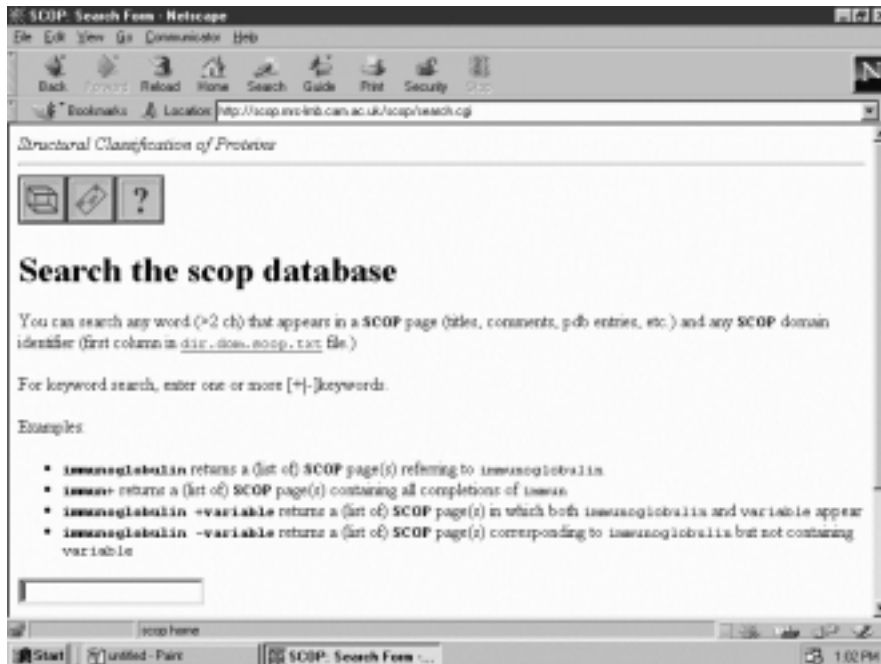 SCOP: Search Form - Netscape
File Edit View Go Communicator Help
Back Forward Reload Home Search Guide Print Security Stop
Bookmarks Location: http://scop.mrc-lmb.cam.ac.uk/scop/search.cgi
N
Structural Classification of Proteins
?
Search the scop database
You can search any word (>2 ch) that appears in a SCOP page (titles, comments, pdb entries, etc.) and any SCOP domain
identifier (first column in dir.dom.scop.txt file.)
For keyword search, enter one or more [+|-]keywords.
Examples:
• immunoglobulin returns a (list of) SCOP page(s) referring to immunoglobulin
• immun+ returns a (list of) SCOP page(s) containing all completions of immun
• immunoglobulin +variable returns a (list of) SCOP page(s) in which both immunoglobulin and variable appear
• immunoglobulin -variable returns a (list of) SCOP page(s) corresponding to immunoglobulin but not containing
variable
scop home
Start untitled - Paint SCOP: Search Form -... 1:02 PM